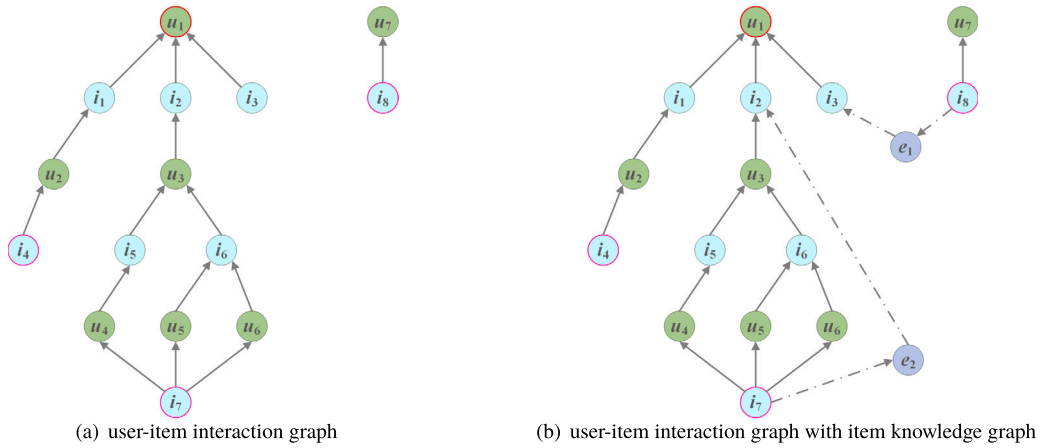 u1 u7
i1 i2 i3 i8
u2 u3
i4 i5 i6
u4 u5 u6
i7
(a) user-item interaction graph
u1 u7
i1 i2 i3 i8
e1
u2 u3
i4 i5 i6
u4 u5 u6
e2
i7
(b) user-item interaction graph with item knowledge graph